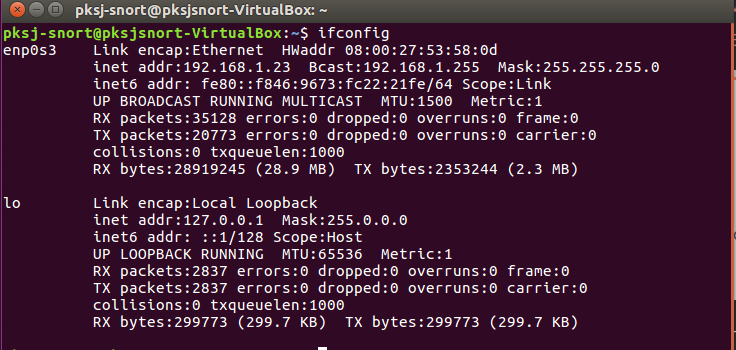 pksj-snort@pksjsnort-VirtualBox: ~
pksj-snort@pksjsnort-VirtualBox:~$ ifconfig
enp0s3 Link encap:Ethernet HWaddr 08:00:27:53:58:0d
inet addr:192.168.1.23 Bcast:192.168.1.255 Mask:255.255.255.0
inet6 addr: fe80::f846:9673:fc22:21fe/64 Scope:Link
UP BROADCAST RUNNING MULTICAST MTU:1500 Metric:1
RX packets:35128 errors:0 dropped:0 overruns:0 frame:0
TX packets:20773 errors:0 dropped:0 overruns:0 carrier:0
collisions:0 txqueuelen:1000
RX bytes:28919245 (28.9 MB) TX bytes:2353244 (2.3 MB)
lo Link encap:Local Loopback
inet addr:127.0.0.1 Mask:255.0.0.0
inet6 addr: ::1/128 Scope:Host
UP LOOPBACK RUNNING MTU:65536 Metric:1
RX packets:2837 errors:0 dropped:0 overruns:0 frame:0
TX packets:2837 errors:0 dropped:0 overruns:0 carrier:0
collisions:0 txqueuelen:1000
RX bytes:299773 (299.7 KB) TX bytes:299773 (299.7 KB)